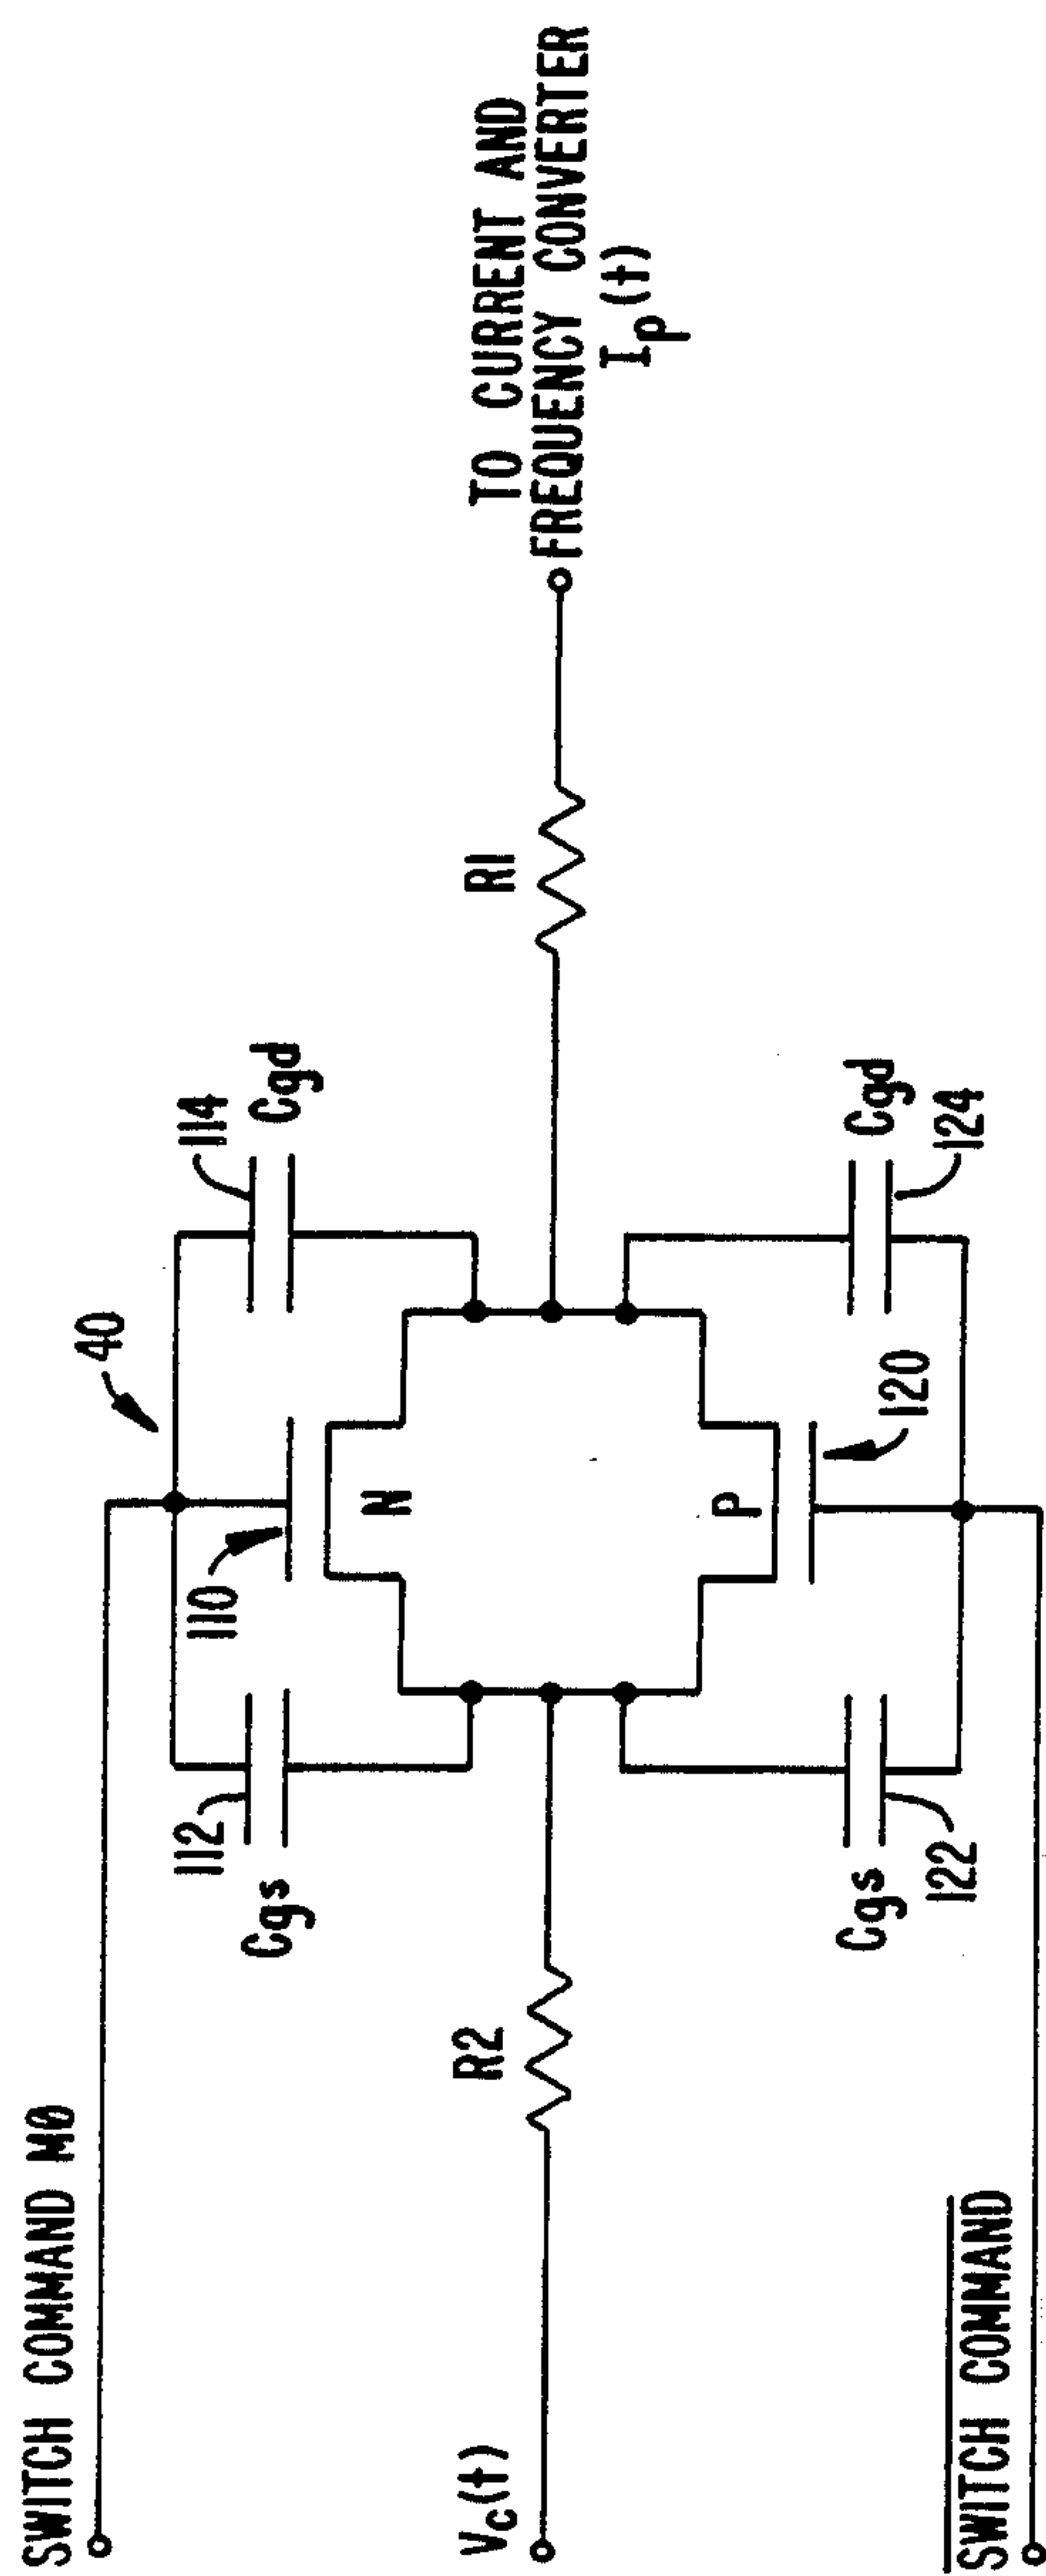 SWITCH COMMAND MØ
40
112
Cgs
110
114
Cgd
N
Vc(t)
R2
R1
TO CURRENT AND
FREQUENCY CONVERTER
Ip(t)
P
120
Cgs
122
Cgd
124
SWITCH COMMAND